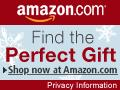 amazon.com®
Find the
Perfect Gift
Shop now at Amazon.com
Privacy Information